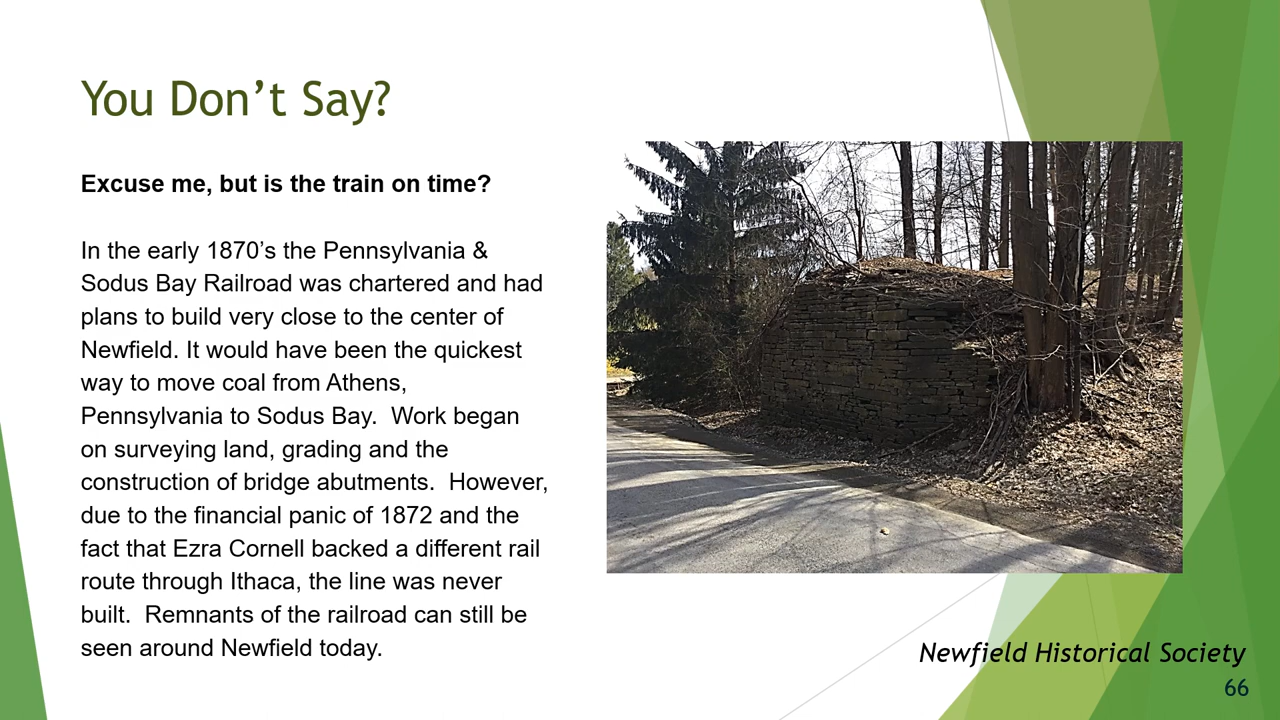 You Don’t Say?
Excuse me, but is the train on time?
In the early 1870’s the Pennsylvania &
Sodus Bay Railroad was chartered and had
plans to build very close to the center of
Newfield. It would have been the quickest
way to move coal from Athens,
Pennsylvania to Sodus Bay.  Work began
on surveying land, grading and the
construction of bridge abutments.  However,
due to the financial panic of 1872 and the
fact that Ezra Cornell backed a different rail
route through Ithaca, the line was never
built.  Remnants of the railroad can still be
seen around Newfield today.
Newfield Historical Society
66